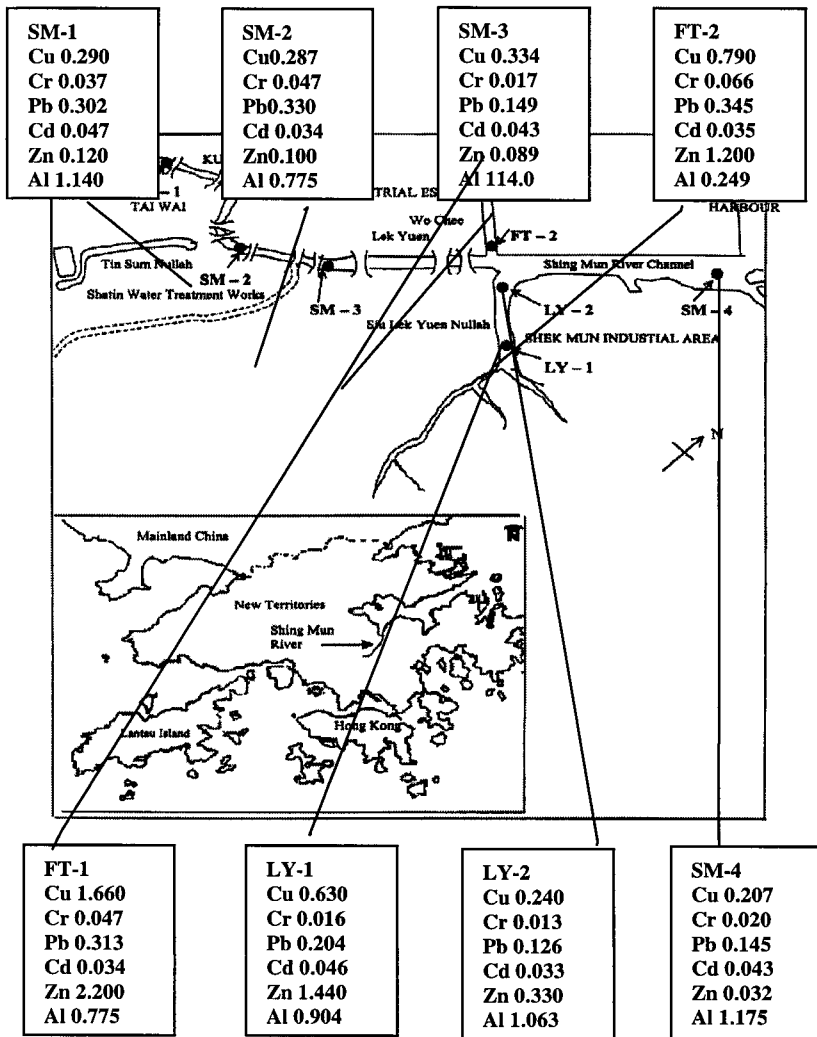 SM-1
Cu 0.290
Cr 0.037
Pb 0.302
Cd 0.047
Zn 0.120
Al 1.140
SM-2
Cu0.287
Cr 0.047
Pb0.330
Cd 0.034
Zn0.100
Al 0.775
SM-3
Cu 0.334
Cr 0.017
Pb 0.149
Cd 0.043
Zn 0.089
Al 114.0
FT-2
Cu 0.790
Cr 0.066
Pb 0.345
Cd 0.035
Zn 1.200
Al 0.249
KU
-1
TRIAL ES
HARBOUR
TAI WAI
Wo Chee
Lek Yuen
FT – 2
Tin Sum Nullah
SM – 2
Shing Mun River Channel
Shatin Water Treatment Works
SM – 3
LY – 2
SM – 4
Lek Yuen Nullah
SHEK MUN INDUSTIAL AREA
LY – 1
N
Mainland China
N
New Territories
Shing Mun
River
Lantau Island
Hong Kong
FT-1
Cu 1.660
Cr 0.047
Pb 0.313
Cd 0.034
Zn 2.200
Al 0.775
LY-1
Cu 0.630
Cr 0.016
Pb 0.204
Cd 0.046
Zn 1.440
Al 0.904
LY-2
Cu 0.240
Cr 0.013
Pb 0.126
Cd 0.033
Zn 0.330
Al 1.063
SM-4
Cu 0.207
Cr 0.020
Pb 0.145
Cd 0.043
Zn 0.032
Al 1.175